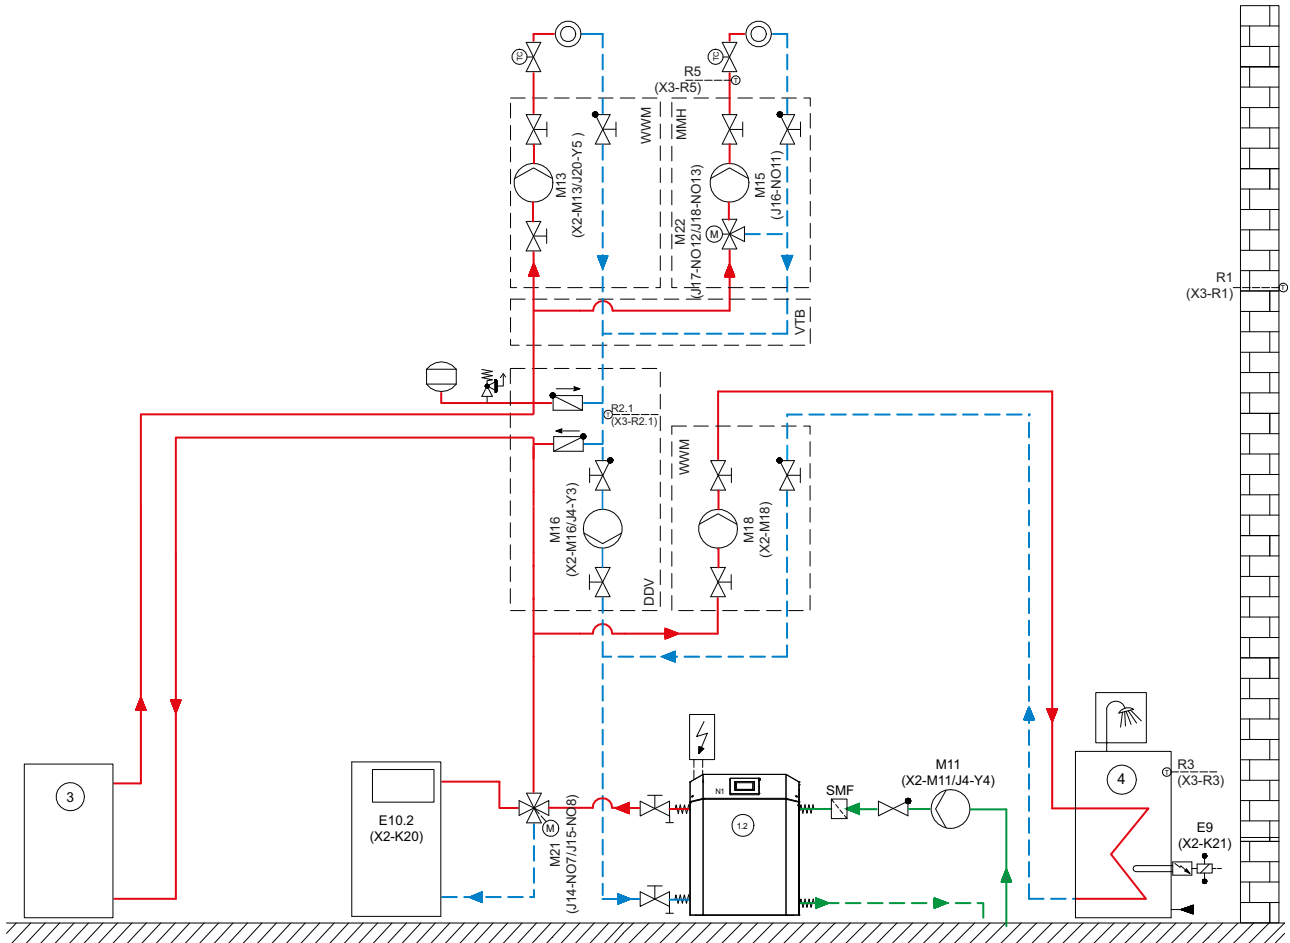 TC
TC
R5
(X3-R5)
T
WWM
MMH
M13
(X2-M13/J20-Y5 )
M15
(J16-NO11)
M22
(J17-NO12/J18-NO13)
M
R1
(X3-R1)
T
VTB
R2.1
(X3-R2.1)
T
WWM
M16
(X2-M16/J4-Y3)
M18
(X2-M18)
DDV
3
E10.2
(X2-K20)
M
M21
(J14-NO7/J15-NO8)
N1
1.2
SMF
M11
(X2-M11/J4-Y4)
4
T
R3
(X3-R3)
E9
(X2-K21)